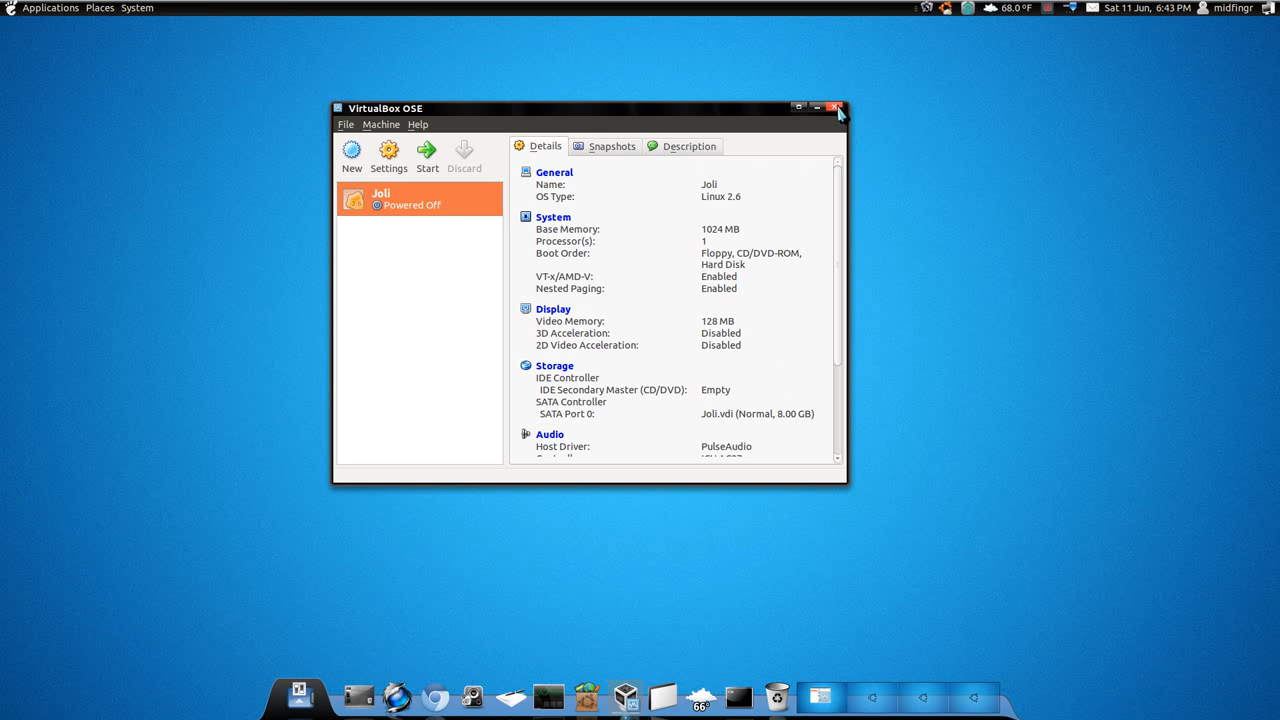 Applications Places System
68.0 °F
Sat 11 Jun, 6:43 PM
midfingr
VirtualBox OSE
File Machine Help
New Settings Start Discard
Joli
Powered Off
Details Snapshots Description
General
Name: Joli
OS Type: Linux 2.6
System
Base Memory: 1024 MB
Processor(s): 1
Boot Order: Floppy, CD/DVD-ROM,
Hard Disk
VT-x/AMD-V: Enabled
Nested Paging: Enabled
Display
Video Memory: 128 MB
3D Acceleration: Disabled
2D Video Acceleration: Disabled
Storage
IDE Controller
IDE Secondary Master (CD/DVD): Empty
SATA Controller
SATA Port 0: Joli.vdi (Normal, 8.00 GB)
Audio
Host Driver: PulseAudio
66°